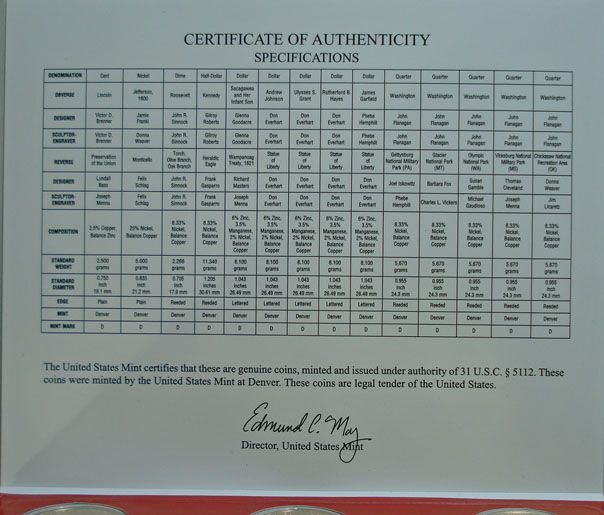 CERTIFICATE OF AUTHENTICITY
SPECIFICATIONS
DENOMINATION Cent Nickel Dime Half-Dollar Dollar Dollar Dollar Dollar Dollar Quarter Quarter Quarter Quarter Quarter
OBVERSE Lincoln Jefferson, 1800 Roosevelt Kennedy Sacagawea and Her Infant Son Andrew Johnson Ulysses S. Grant Rutherford B. Hayes James Garfield Washington Washington Washington Washington Washington
DESIGNER Victor D. Brenner Jamie Franki John R. Sinnock Gilroy Roberts Glenna Goodacre Don Everhart Don Everhart Don Everhart Phebe Hemphill John Flanagan John Flanagan John Flanagan John Flanagan John Flanagan
SCULPTOR-ENGRAVER Victor D. Brenner Donna Weaver John R. Sinnock Gilroy Roberts Glenna Goodacre Don Everhart Don Everhart Don Everhart Phebe Hemphill John Flanagan John Flanagan John Flanagan John Flanagan John Flanagan
REVERSE Preservation of the Union Monticello Torch, Olive Branch, Oak Branch Heraldic Eagle Wampanoag Treaty, 1621 Statue of Liberty Statue of Liberty Statue of Liberty Statue of Liberty Gettysburg National Military Park (PA) Glacier National Park (MT) Olympic National Park (WA) Vicksburg National Military Park (MS) Chickasaw National Recreation Area (OK)
DESIGNER Lyndall Bass Felix Schlag John R. Sinnock Frank Gasparro Richard Masters Don Everhart Don Everhart Don Everhart Don Everhart Joel Iskowitz Barbara Fox Susan Gamble Thomas Cleveland Donna Weaver
SCULPTOR-ENGRAVER Joseph Menna Felix Schlag John R. Sinnock Frank Gasparro Joseph Menna Don Everhart Don Everhart Don Everhart Don Everhart Phebe Hemphill Charles L. Vickers Michael Gaudioso Joseph Menna Jim Licaretz
COMPOSITION 2.5% Copper, Balance Zinc 25% Nickel, Balance Copper 8.33% Nickel, Balance Copper 8.33% Nickel, Balance Copper 6% Zinc, 3.5% Manganese, 2% Nickel, Balance Copper 6% Zinc, 3.5% Manganese, 2% Nickel, Balance Copper 6% Zinc, 3.5% Manganese, 2% Nickel, Balance Copper 6% Zinc, 3.5% Manganese, 2% Nickel, Balance Copper 6% Zinc, 3.5% Manganese, 2% Nickel, Balance Copper 8.33% Nickel, Balance Copper 8.33% Nickel, Balance Copper 8.33% Nickel, Balance Copper 8.33% Nickel, Balance Copper 8.33% Nickel, Balance Copper
STANDARD WEIGHT 2.500 grams 5.000 grams 2.268 grams 11.340 grams 8.100 grams 8.100 grams 8.100 grams 8.100 grams 8.100 grams 5.670 grams 5.670 grams 5.670 grams 5.670 grams 5.670 grams
STANDARD DIAMETER 0.750 inch 19.1 mm 0.835 inch 21.2 mm 0.705 inch 17.9 mm 1.205 inches 30.61 mm 1.043 inches 26.49 mm 1.043 inches 26.49 mm 1.043 inches 26.49 mm 1.043 inches 26.49 mm 1.043 inches 26.49 mm 0.955 inch 24.3 mm 0.955 inch 24.3 mm 0.955 inch 24.3 mm 0.955 inch 24.3 mm 0.955 inch 24.3 mm
EDGE Plain Plain Reeded Reeded Lettered Lettered Lettered Lettered Lettered Reeded Reeded Reeded Reeded Reeded
MINT Denver Denver Denver Denver Denver Denver Denver Denver Denver Denver Denver Denver Denver Denver
MINT MARK D D D D D D D D D D D D D D
The United States Mint certifies that these are genuine coins, minted and issued under authority of 31 U.S.C. § 5112. These
coins were minted by the United States Mint at Denver. These coins are legal tender of the United States.
Edmund C. Moy
Director, United States Mint